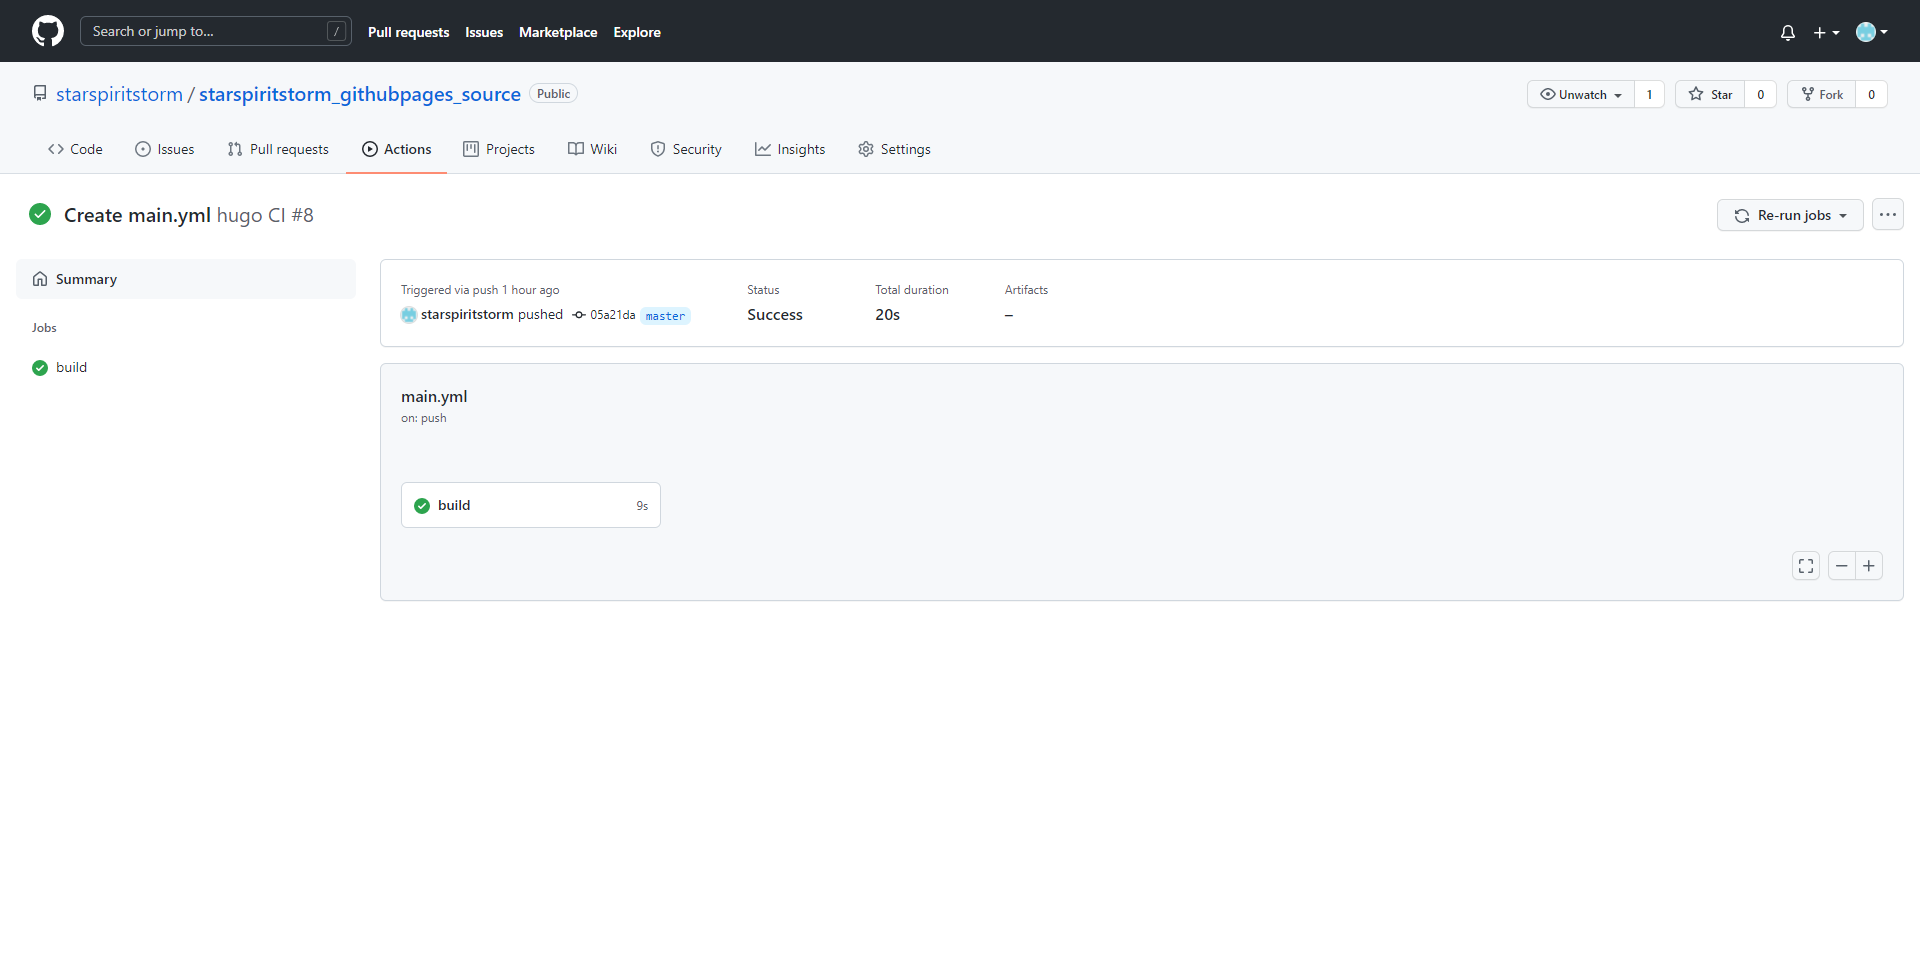 Search or jump to... /
Pull requests Issues Marketplace Explore
starspiritstorm / starspiritstorm_githubpages_source Public
Unwatch 1 Star 0 Fork 0
Code Issues Pull requests Actions Projects Wiki Security Insights Settings
Create main.yml hugo CI #8
Re-run jobs
Summary
Jobs
build
Triggered via push 1 hour ago
starspiritstorm pushed 05a21da master
Status
Success
Total duration
20s
Artifacts
–
main.yml
on: push
build 9s